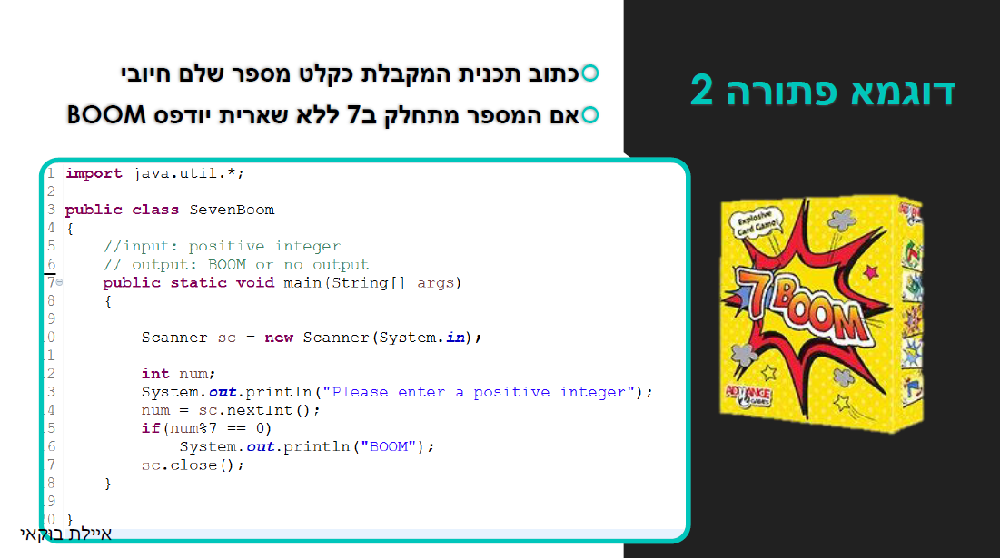 דוגמא פתורה 2
כתוב תכנית המקבלת כקלט מספר שלם חיובי
אם המספר מתחלק ב7 ללא שארית יודפס BOOM
1 import java.util.*;
2
3 public class SevenBoom
4 {
5 //input: positive integer
6 // output: BOOM or no output
7 public static void main(String[] args)
8 {
9
0 Scanner sc = new Scanner(System.in);
1
2 int num;
3 System.out.println("Please enter a positive integer");
4 num = sc.nextInt();
5 if(num%7 == 0)
6 System.out.println("BOOM");
7 sc.close();
8 }
9
0 }
איילת בוקאי
Explosive
Card Game!
7 BOOM
ADVANCE
GAMES